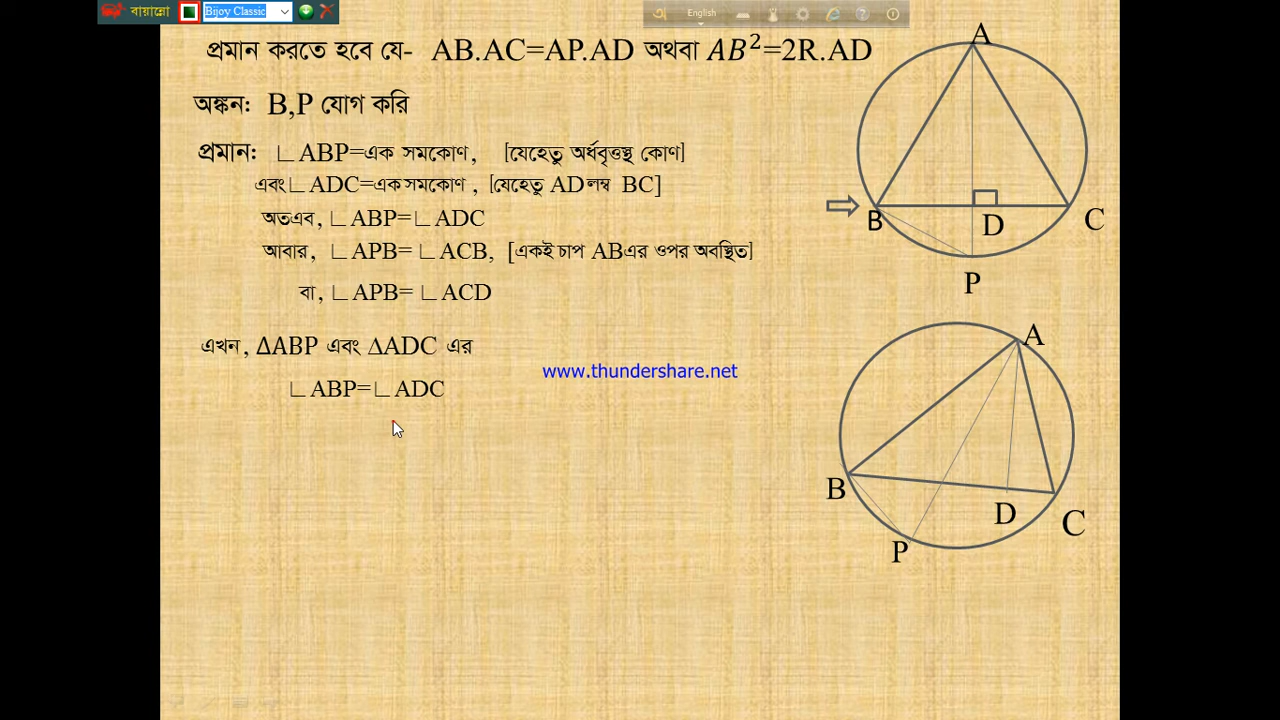 বায়ান্নো Bijoy Classic অ English
প্রমান করতে হবে যে- AB.AC=AP.AD অথবা AB²=2R.AD
অঙ্কন: B,P যোগ করি
প্রমান: ∟ABP=এক সমকোণ, [যেহেতু অর্ধবৃত্তস্থ কোণ]
এবং∟ADC=এক সমকোণ , [যেহেতু AD লম্ব BC]
অতএব, ∟ABP=∟ADC
আবার, ∟APB= ∟ACB, [একই চাপ ABএর ওপর অবস্থিত]
বা, ∟APB= ∟ACD
এখন, ΔABP এবং ΔADC এর
∟ABP=∟ADC
www.thundershare.net
A
B
D
C
P
A
B
D
C
P